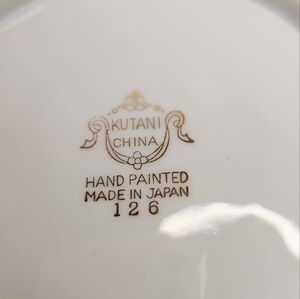 KUTANI
CHINA
HAND PAINTED
MADE IN JAPAN
126